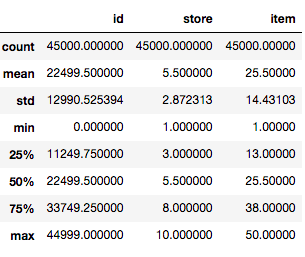 id store item
count 45000.000000 45000.000000 45000.00000
mean 22499.500000 5.500000 25.50000
std 12990.525394 2.872313 14.43103
min 0.000000 1.000000 1.00000
25% 11249.750000 3.000000 13.00000
50% 22499.500000 5.500000 25.50000
75% 33749.250000 8.000000 38.00000
max 44999.000000 10.000000 50.00000